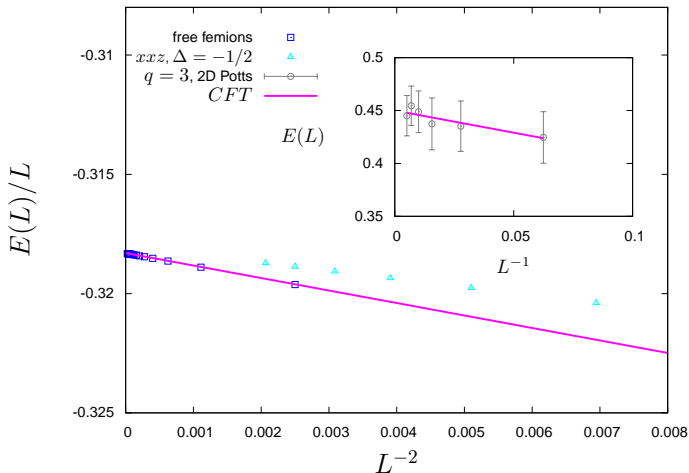 free femions
xxz, Δ = −1/2
q = 3, 2D Potts
CFT
E(L)/L
-0.31
-0.315
-0.32
-0.325
0
0.001
0.002
0.003
0.004
0.005
0.006
0.007
0.008
L⁻²
E(L)
0.5
0.45
0.4
0.35
0
0.05
0.1
L⁻¹